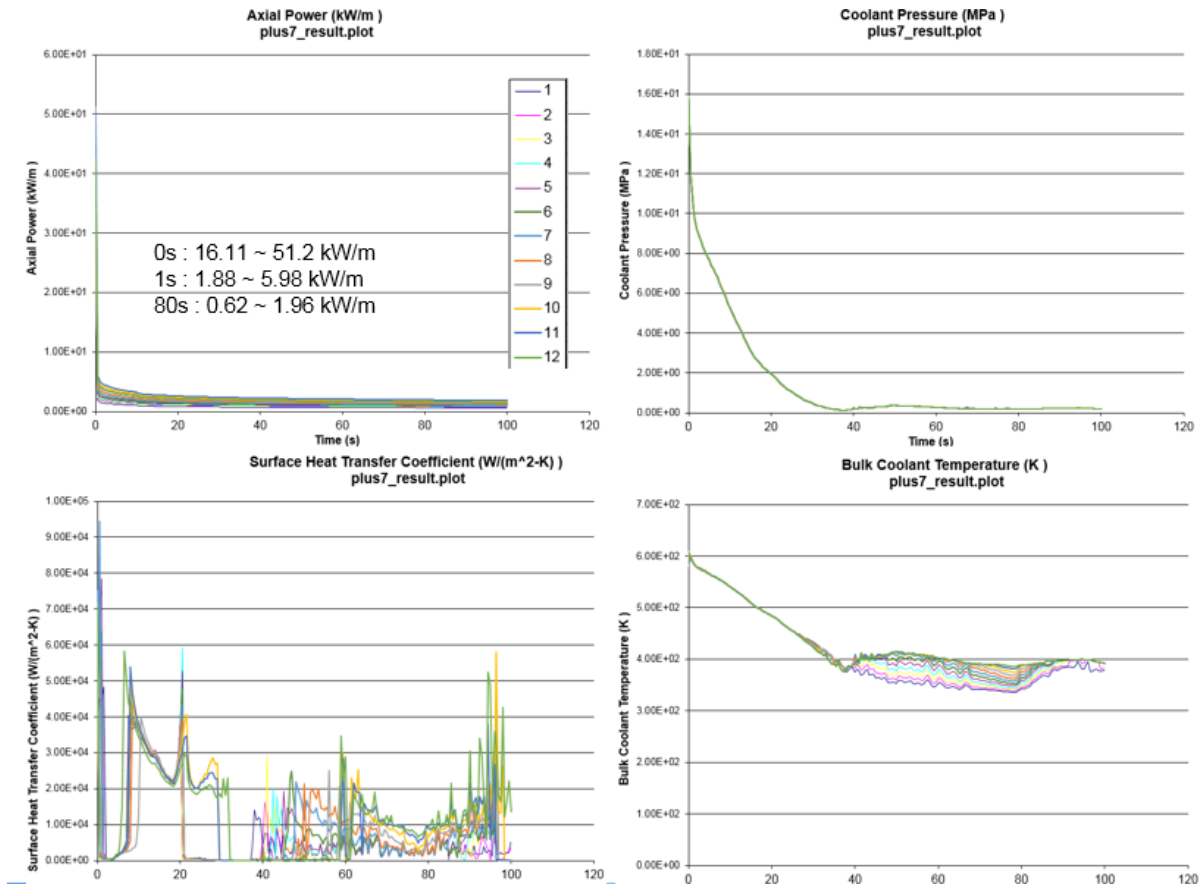 Axial Power (kW/m )
plus7_result.plot
6.00E+01
5.00E+01
4.00E+01
3.00E+01
2.00E+01
1.00E+01
0.00E+00
Axial Power (kW/m )
0s : 16.11 ~ 51.2 kW/m
1s : 1.88 ~ 5.98 kW/m
80s : 0.62 ~ 1.96 kW/m
1
2
3
4
5
6
7
8
9
10
11
12
0 20 40 60 80 100 120
Time (s)
Coolant Pressure (MPa )
plus7_result.plot
1.80E+01
1.60E+01
1.40E+01
1.20E+01
1.00E+01
8.00E+00
6.00E+00
4.00E+00
2.00E+00
0.00E+00
Coolant Pressure (MPa )
0 20 40 60 80 100 120
Time (s)
Surface Heat Transfer Coefficient (W/(m^2-K) )
plus7_result.plot
1.00E+05
9.00E+04
8.00E+04
7.00E+04
6.00E+04
5.00E+04
4.00E+04
3.00E+04
2.00E+04
1.00E+04
0.00E+00
Surface Heat Transfer Coefficient (W/(m^2-K) )
0 20 40 60 80 100 120
Bulk Coolant Temperature (K )
plus7_result.plot
7.00E+02
6.00E+02
5.00E+02
4.00E+02
3.00E+02
2.00E+02
1.00E+02
0.00E+00
Bulk Coolant Temperature (K )
0 20 40 60 80 100 120